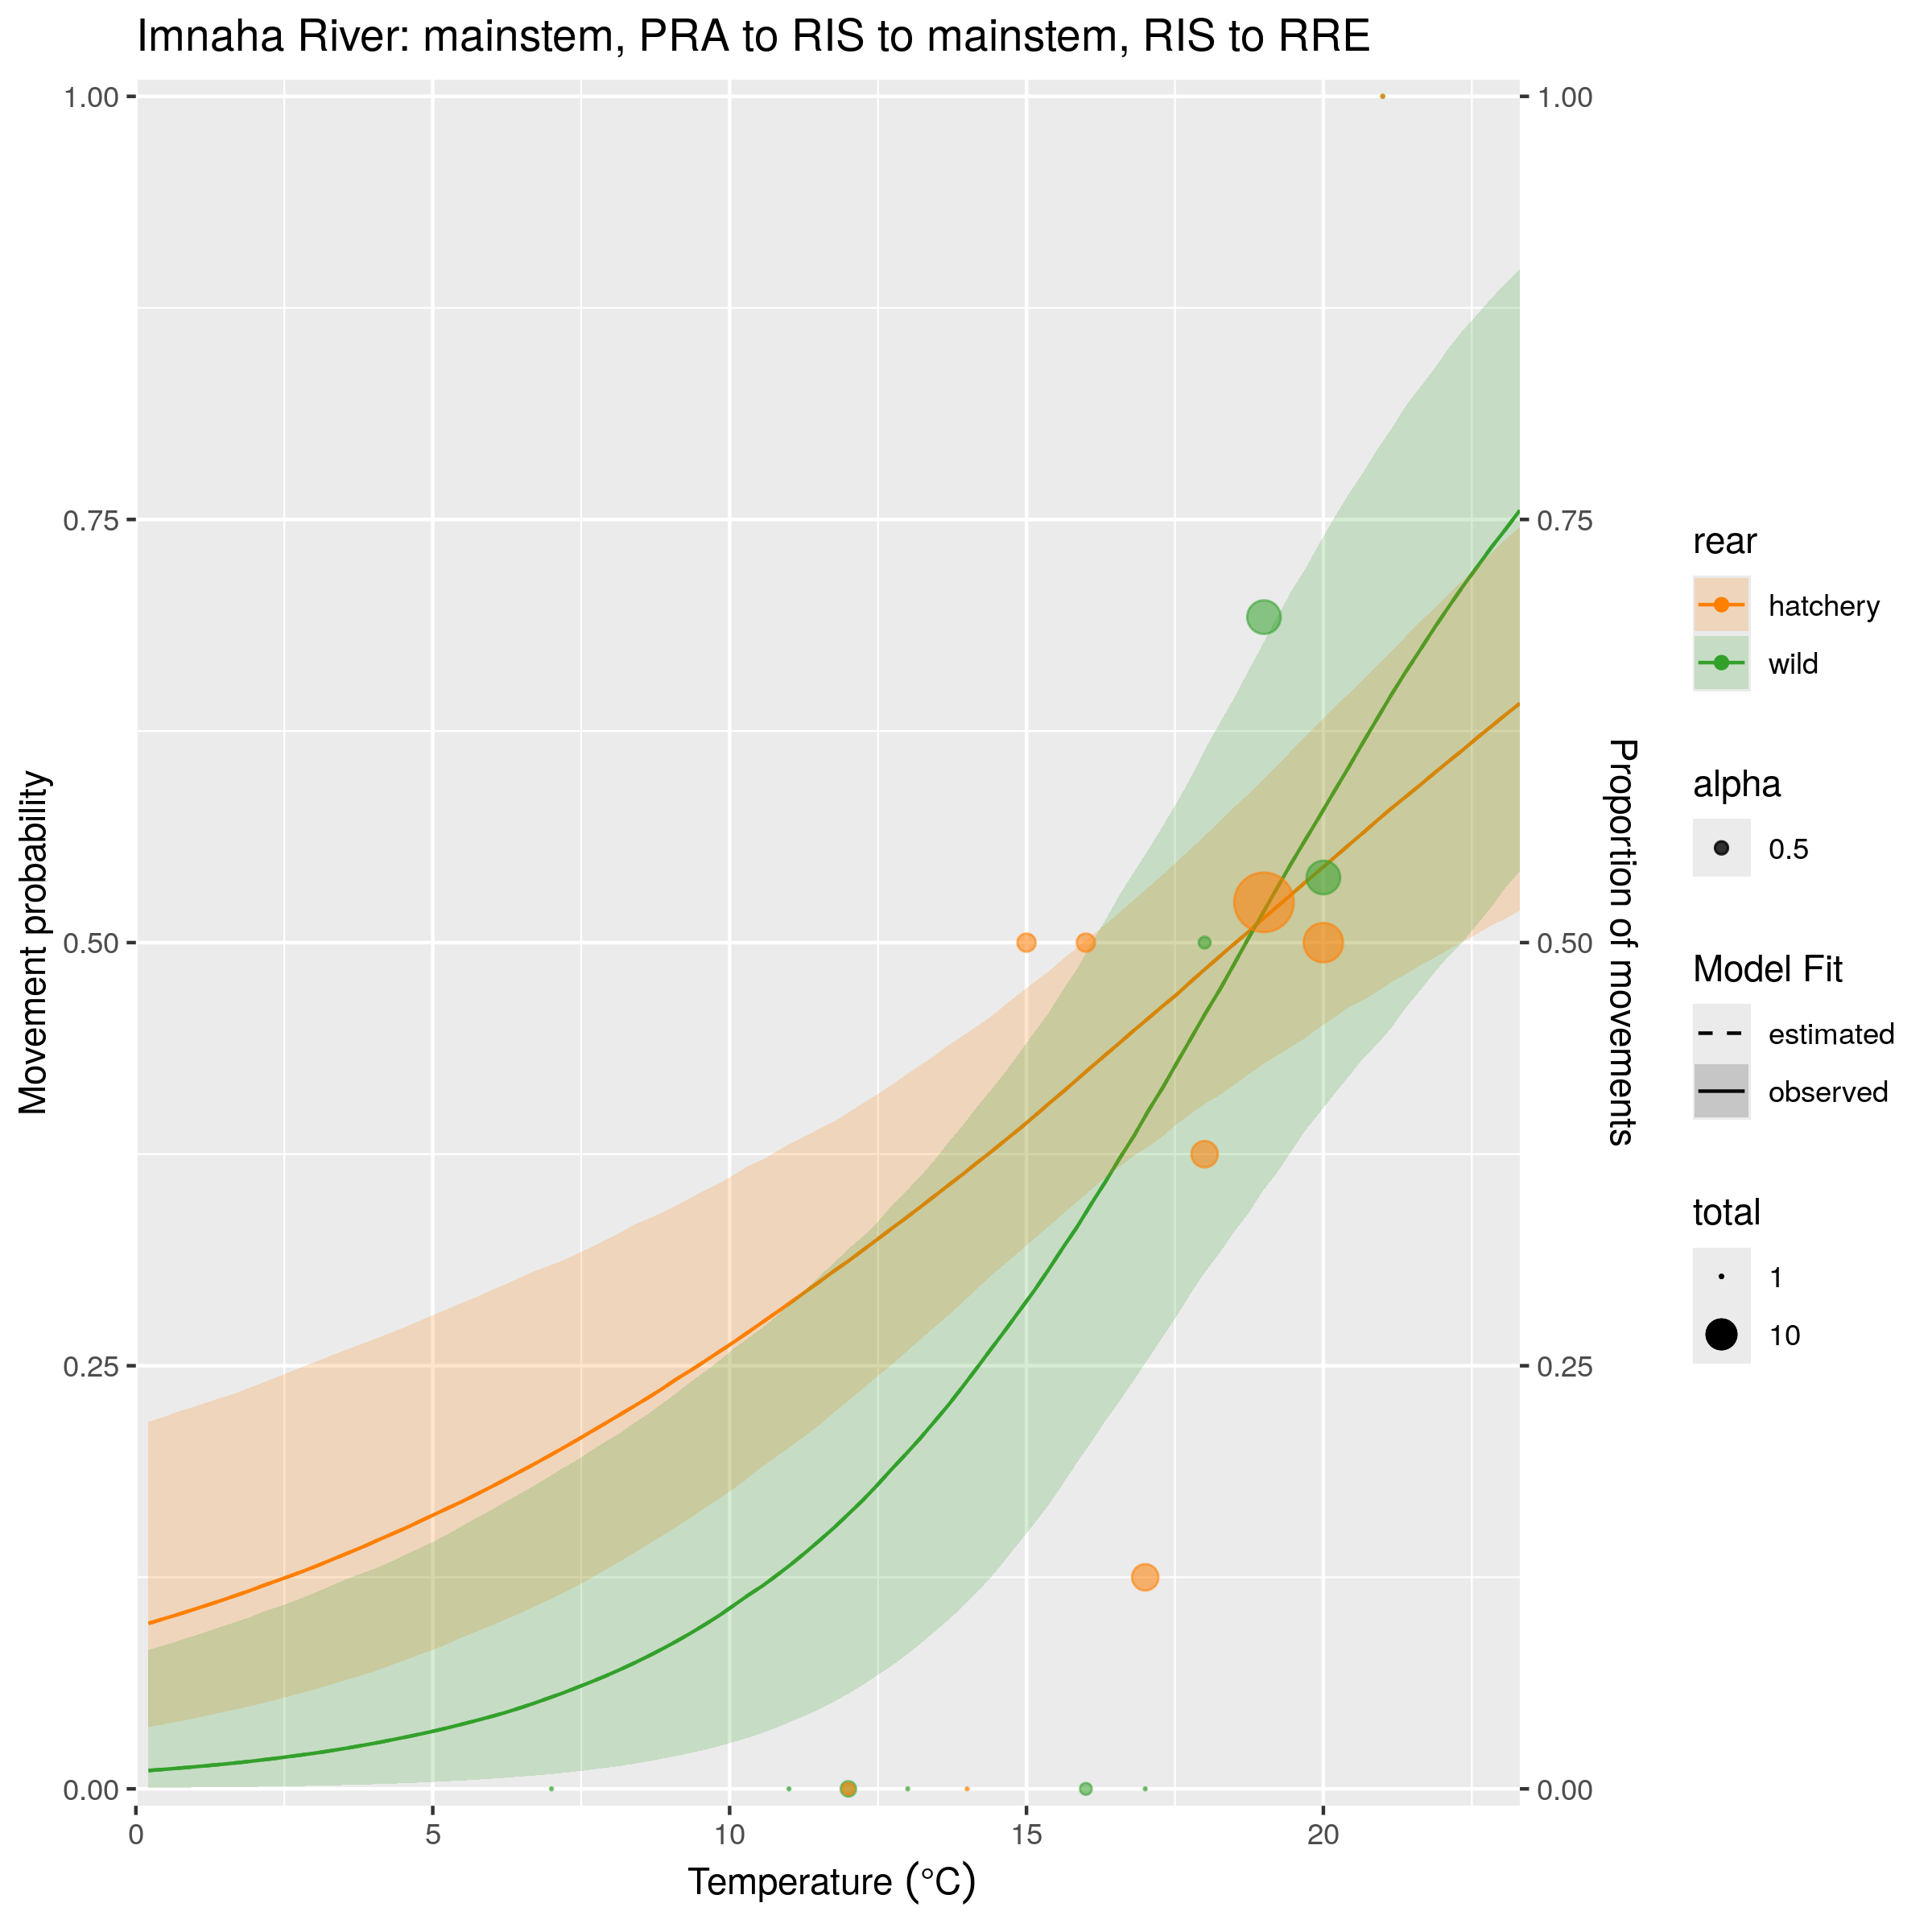 Imnaha River: mainstem, PRA to RIS to mainstem, RIS to RRE
Movement probability
1.00
0.75
0.50
0.25
0.00
0
5
10
15
20
Temperature (°C)
1.00
0.75
0.50
0.25
0.00
Proportion of movements
rear
hatchery
wild
alpha
0.5
Model Fit
estimated
observed
total
1
10